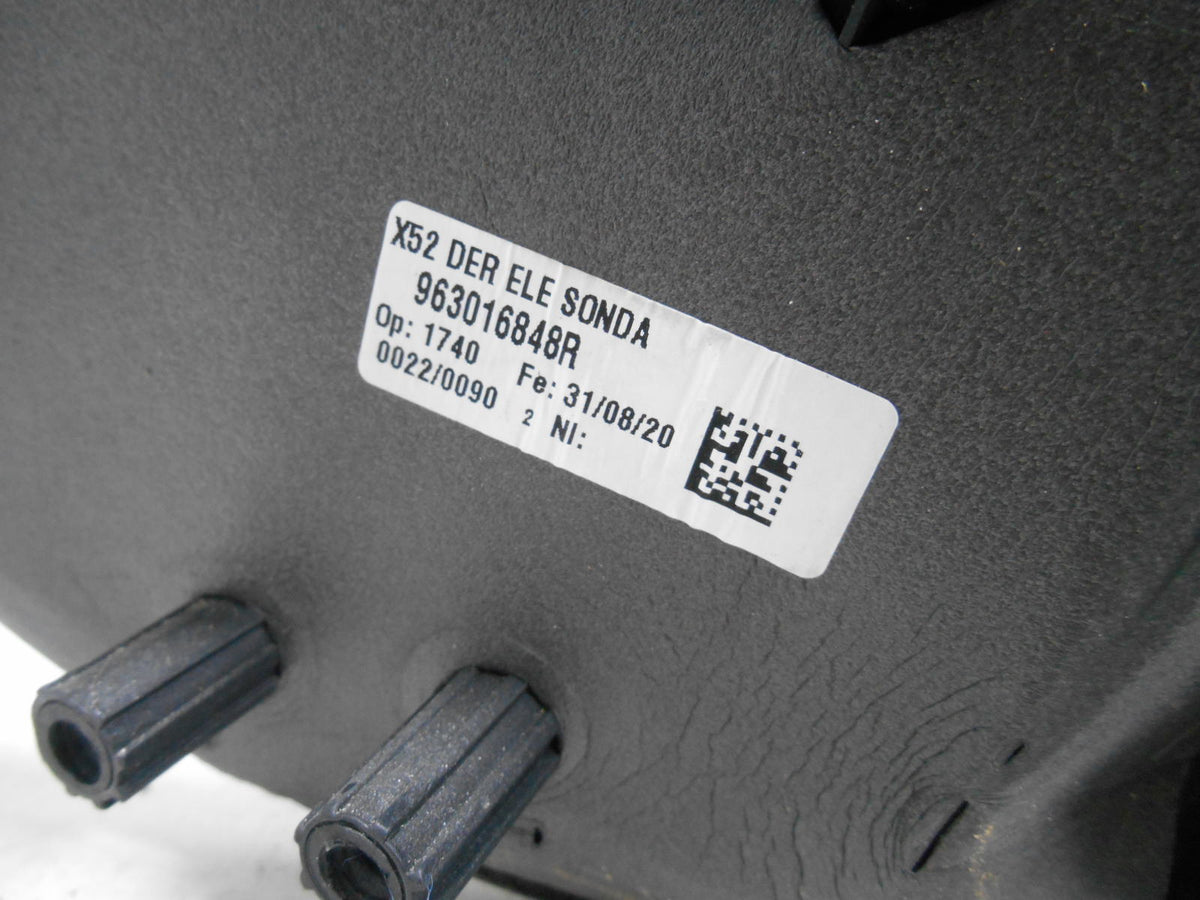 X52 DER ELE SONDA
963016848R
Op: 1740 Fe: 31/08/20
0022/0090 2 NI: